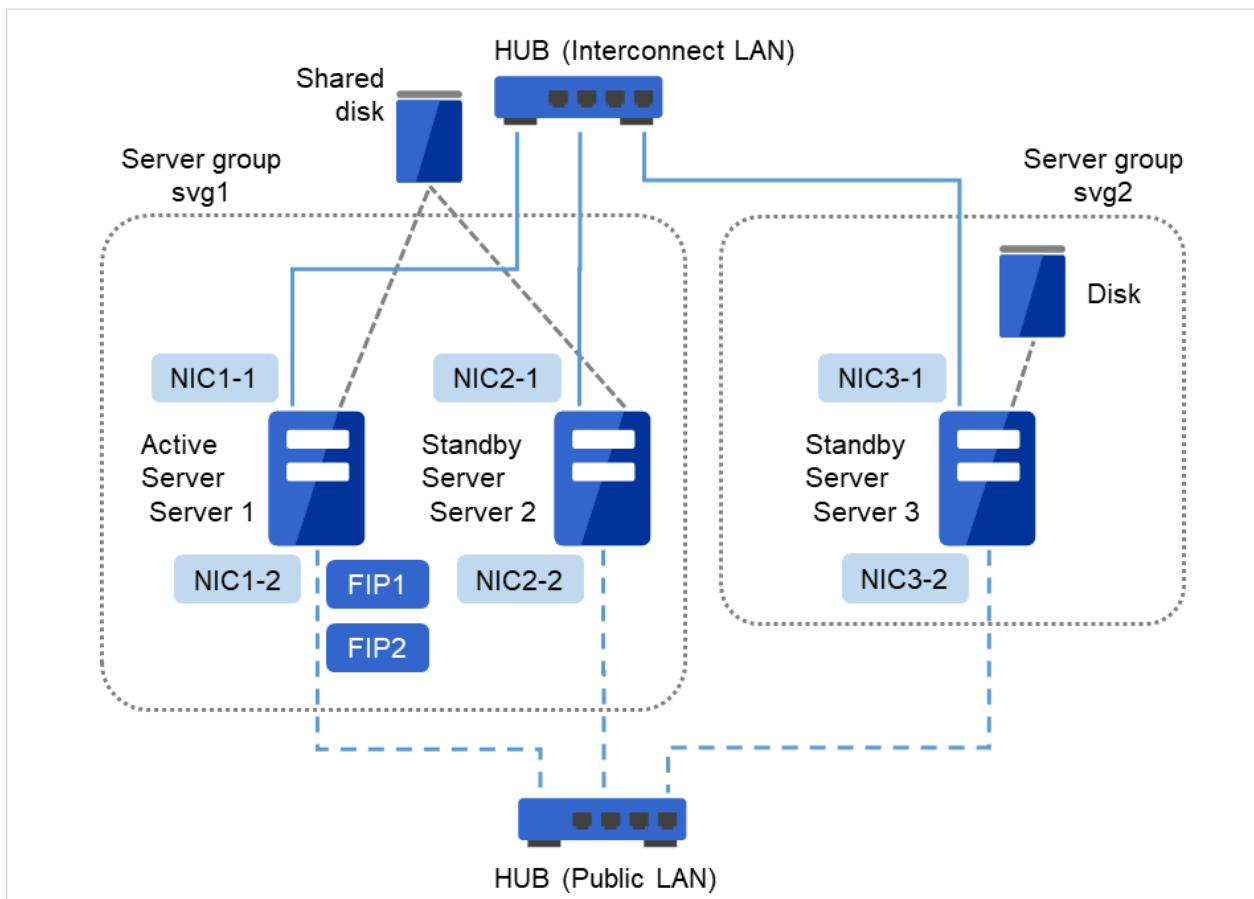 HUB (Interconnect LAN)
Shared
disk
Server group
svg1
Server group
svg2
Disk
NIC1-1
NIC2-1
NIC3-1
Active
Server
Server 1
Standby
Server
Server 2
Standby
Server
Server 3
NIC1-2
FIP1
NIC2-2
NIC3-2
FIP2
HUB (Public LAN)